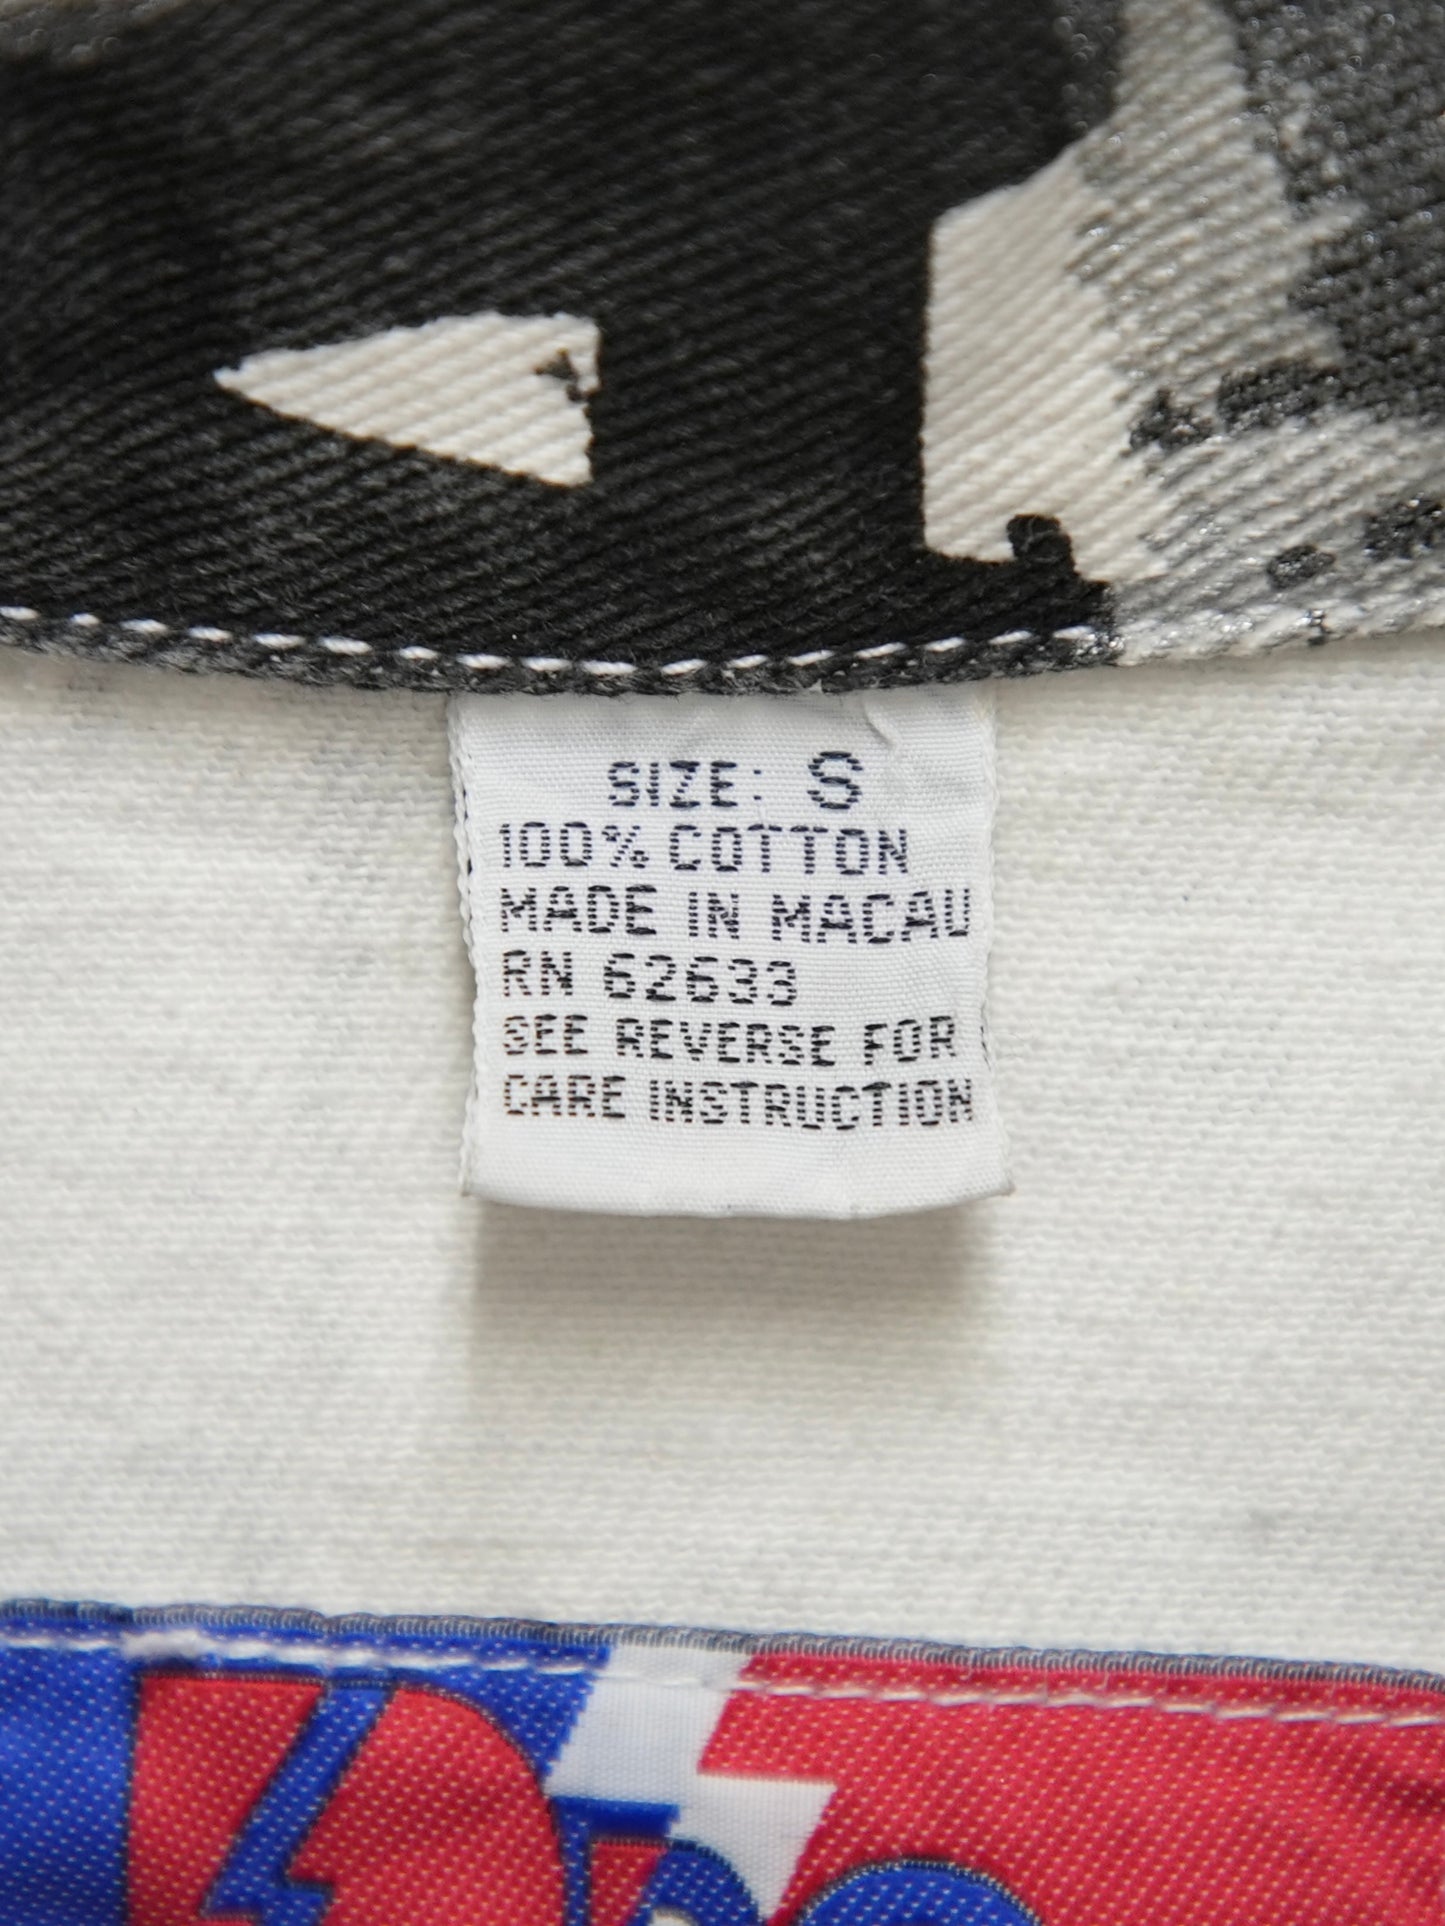 SIZE: S
100% COTTON
MADE IN MACAU
RN 62633
SEE REVERSE FOR
CARE INSTRUCTION